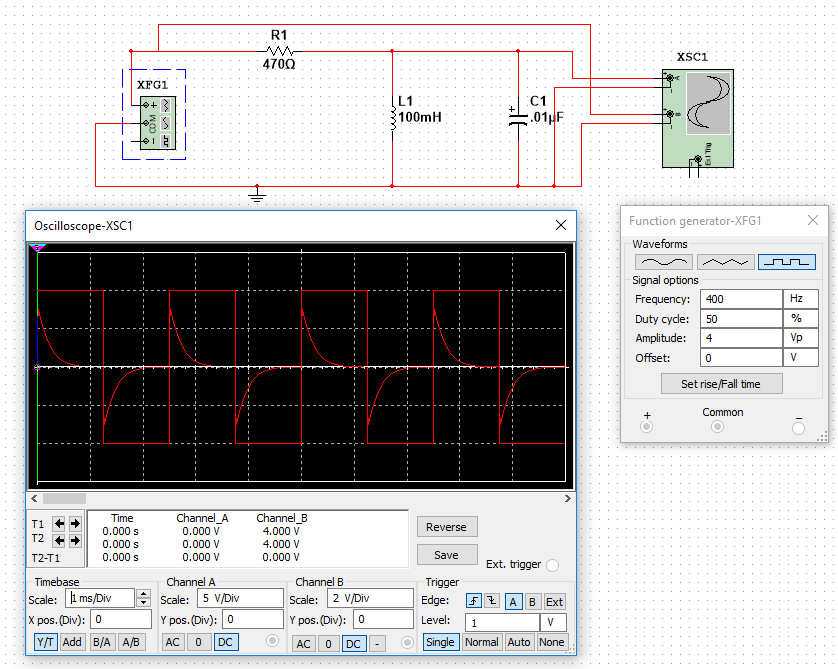 R1
470Ω
XFG1
+
COM
−
L1
100mH
+
C1
.01µF
XSC1
A
B
Ext Trig
Oscilloscope-XSC1
T1
T2
T2-T1
Time Channel_A Channel_B
0.000 s 0.000 V 4.000 V
0.000 s 0.000 V 4.000 V
0.000 s 0.000 V 0.000 V
Reverse
Save
Ext. trigger
Timebase
Scale: 1 ms/Div
X pos.(Div): 0
Y/T Add B/A A/B
Channel A
Scale: 5 V/Div
Y pos.(Div): 0
AC 0 DC
Channel B
Scale: 2 V/Div
Y pos.(Div): 0
AC 0 DC -
Trigger
Edge: A B Ext
Level: 1 V
Single Normal Auto None
Function generator-XFG1
Waveforms
Signal options
Frequency: 400 Hz
Duty cycle: 50 %
Amplitude: 4 Vp
Offset: 0 V
Set rise/Fall time
+ Common −